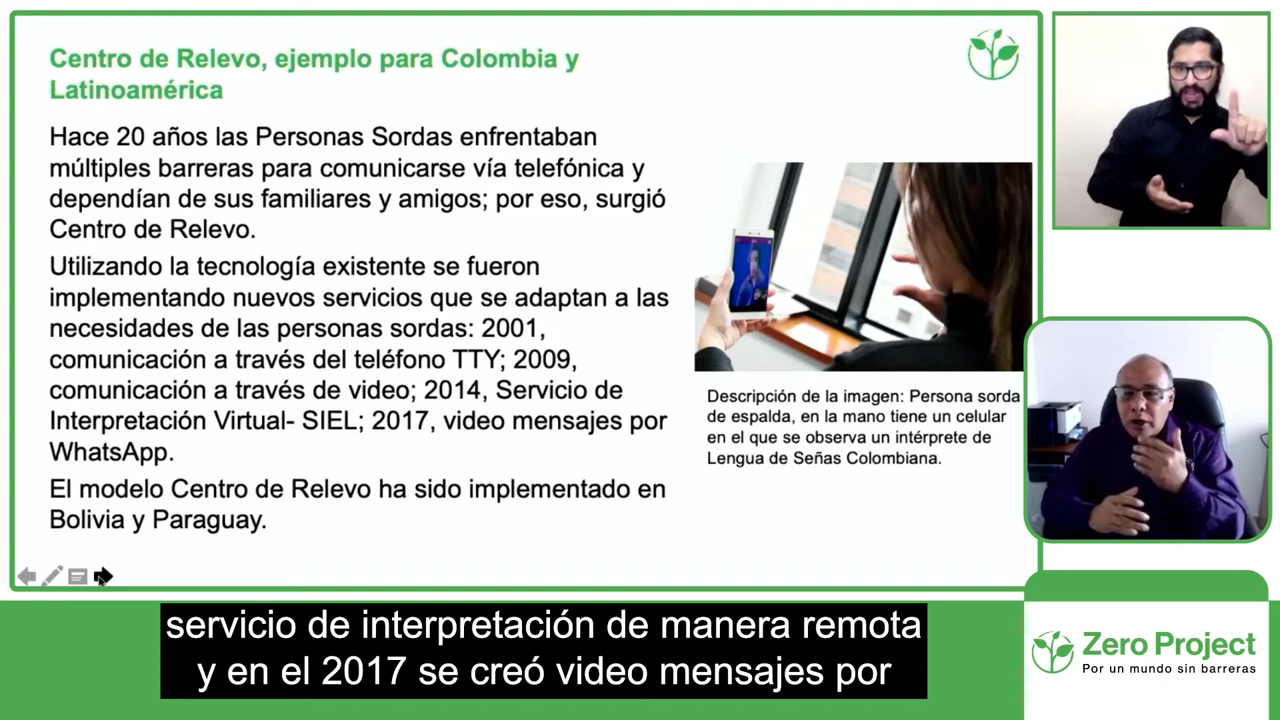 Centro de Relevo, ejemplo para Colombia y
Latinoamérica
Hace 20 años las Personas Sordas enfrentaban
múltiples barreras para comunicarse vía telefónica y
dependían de sus familiares y amigos; por eso, surgió
Centro de Relevo.
Utilizando la tecnología existente se fueron
implementando nuevos servicios que se adaptan a las
necesidades de las personas sordas: 2001,
comunicación a través del teléfono TTY; 2009,
comunicación a través de video; 2014, Servicio de
Interpretación Virtual- SIEL; 2017, video mensajes por
WhatsApp.
El modelo Centro de Relevo ha sido implementado en
Bolivia y Paraguay.
Descripción de la imagen: Persona sorda
de espalda, en la mano tiene un celular
en el que se observa un intérprete de
Lengua de Señas Colombiana.
servicio de interpretación de manera remota
y en el 2017 se creó video mensajes por
Zero Project
Por un mundo sin barreras